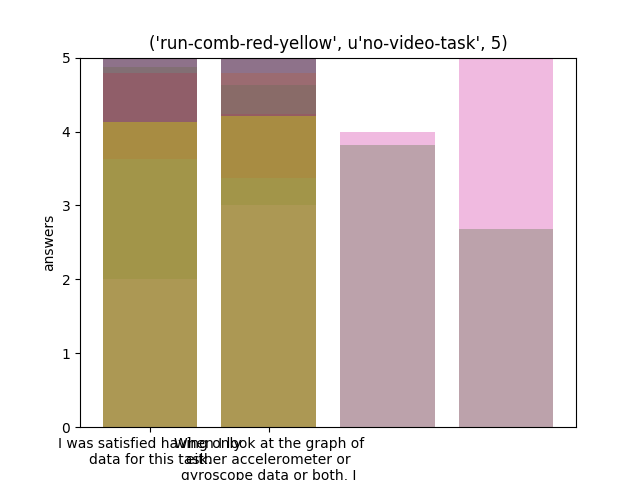 ('run-comb-red-yellow', u'no-video-task', 5)
answers
5
4
3
2
1
0
I was satisfied having only
data for this task.
When I look at the graph of
either accelerometer or
gyroscope data or both, I